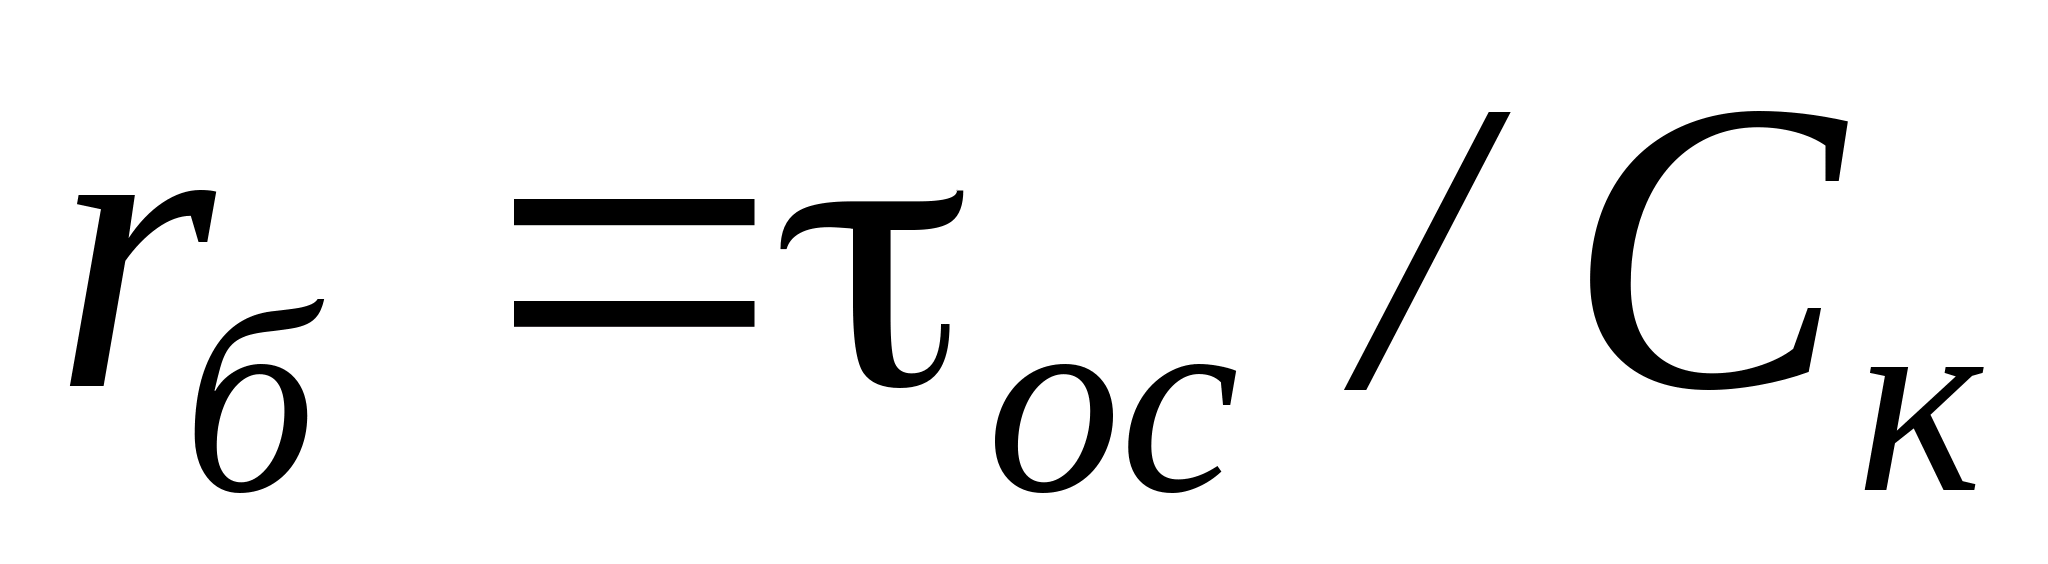 r_б = τ_ос / C_к